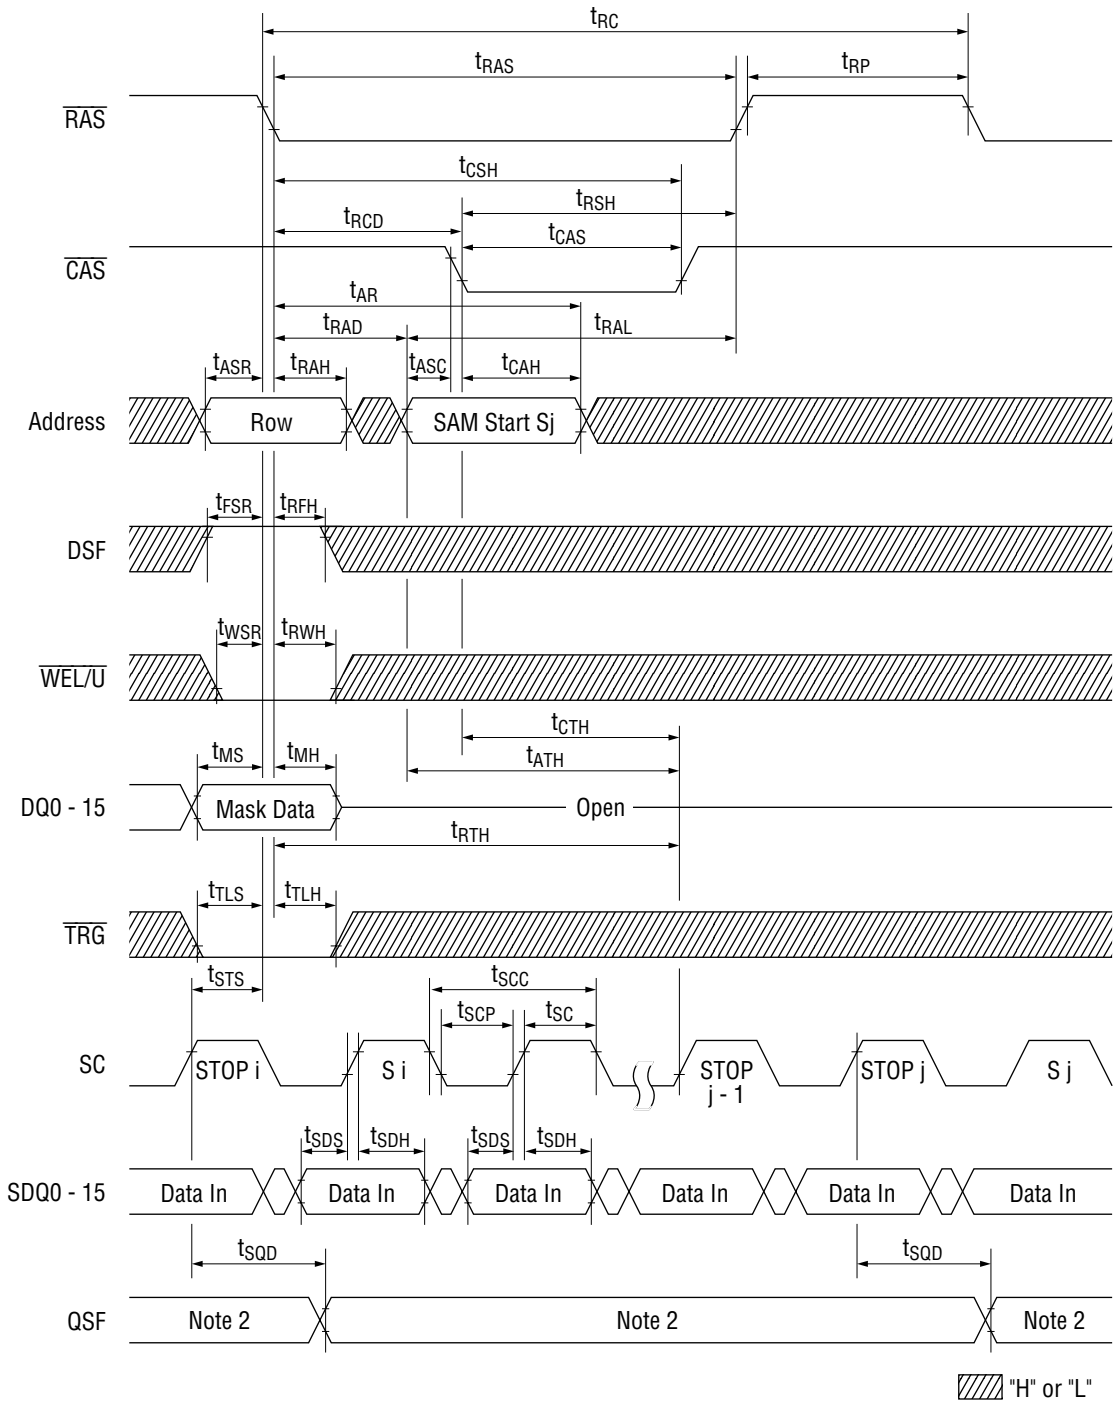 tRC
tRAS
tRP
RAS
tCSH
tRSH
tRCD
tCAS
CAS
tAR
tRAD
tRAL
tASR
tRAH
tASC
tCAH
Address
Row
SAM Start Sj
tFSR
tRFH
DSF
tWSR
tRWH
WEL/U
tCTH
tMS
tMH
tATH
DQ0 - 15
Mask Data
Open
tRTH
tTLS
tTLH
TRG
tSTS
tSCC
tSCP
tSC
SC
STOP i
S i
STOP
j - 1
STOP j
S j
tSDS
tSDH
tSDS
tSDH
SDQ0 - 15
Data In
Data In
Data In
Data In
Data In
Data In
tSQD
tSQD
QSF
Note 2
Note 2
Note 2
"H" or "L"